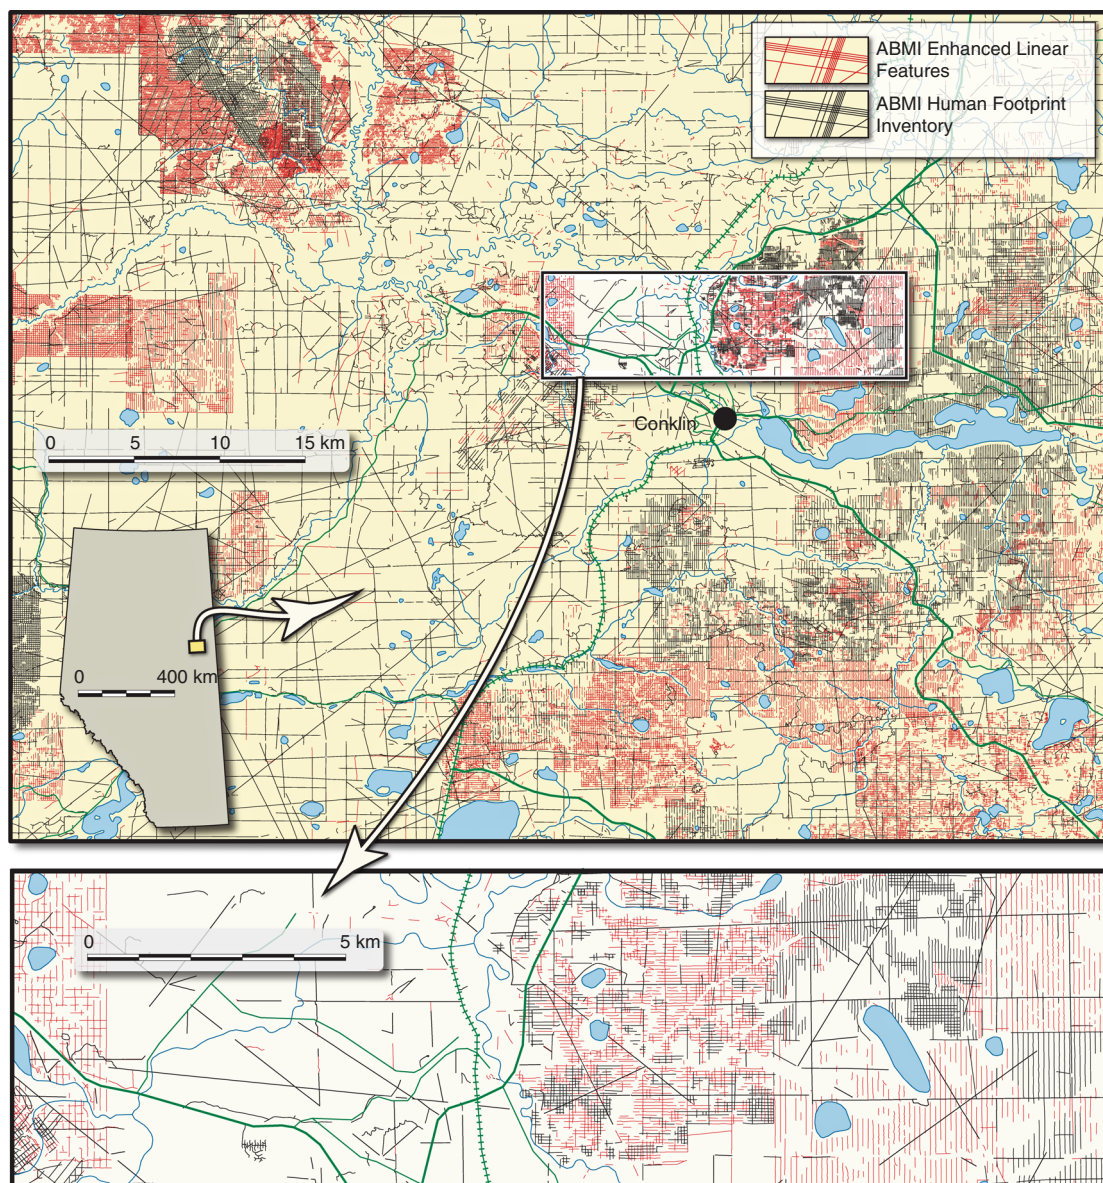 ABMI Enhanced Linear
Features
ABMI Human Footprint
Inventory
Conklin
0 5 10 15 km
0 400 km
0 5 km